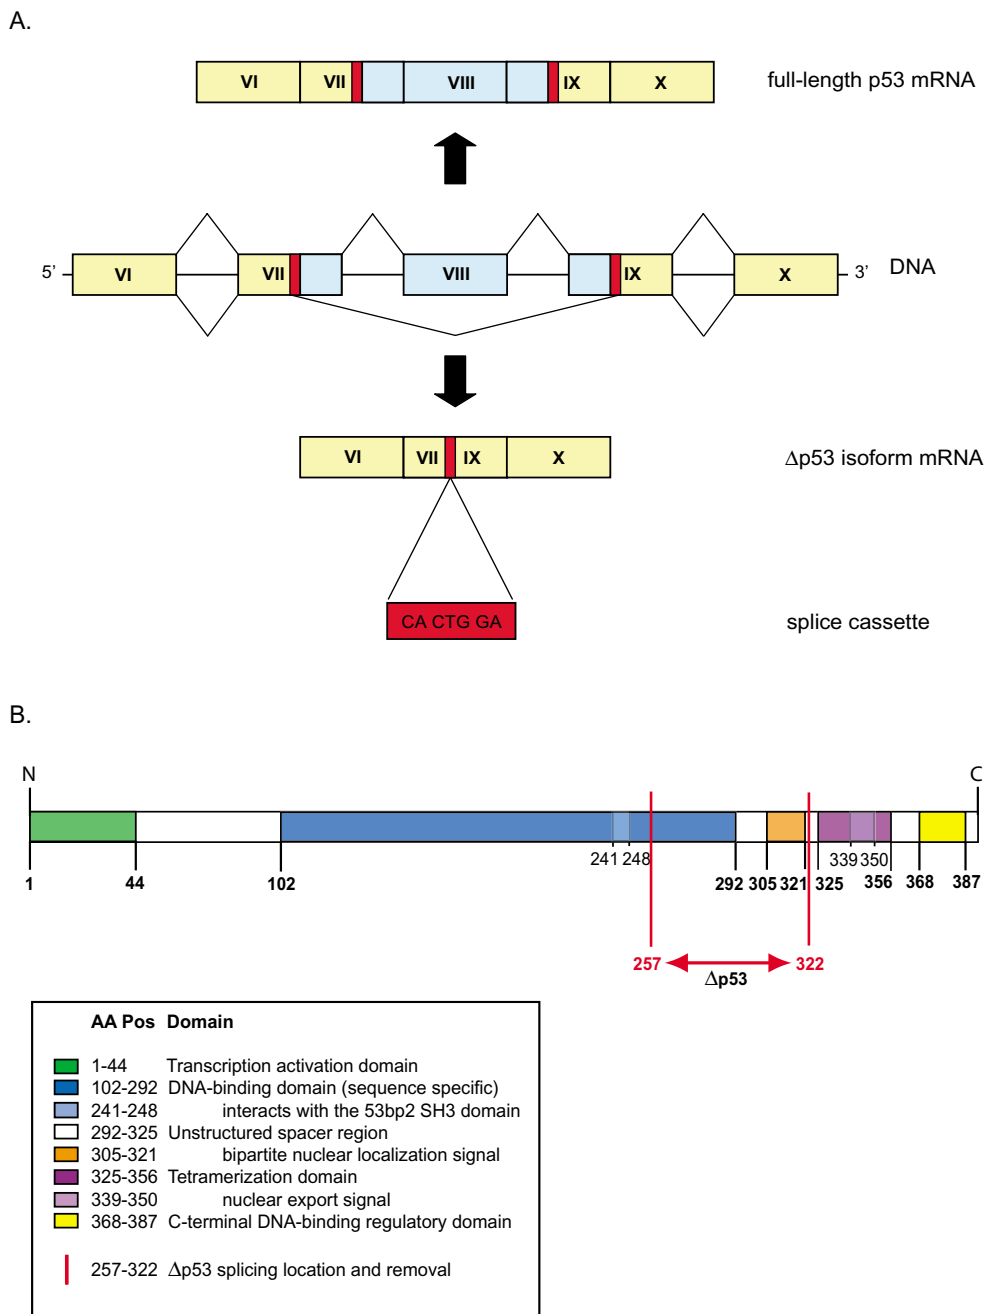 A.
VI VII VIII IX X full-length p53 mRNA
5' VI VII VIII IX X 3' DNA
VI VII IX X Δp53 isoform mRNA
CA CTG GA splice cassette
B.
N C
241 248 339 350
1 44 102 292 305 321 325 356 368 387
257 322
Δp53
AA Pos Domain
1-44 Transcription activation domain
102-292 DNA-binding domain (sequence specific)
241-248 interacts with the 53bp2 SH3 domain
292-325 Unstructured spacer region
305-321 bipartite nuclear localization signal
325-356 Tetramerization domain
339-350 nuclear export signal
368-387 C-terminal DNA-binding regulatory domain
257-322 Δp53 splicing location and removal